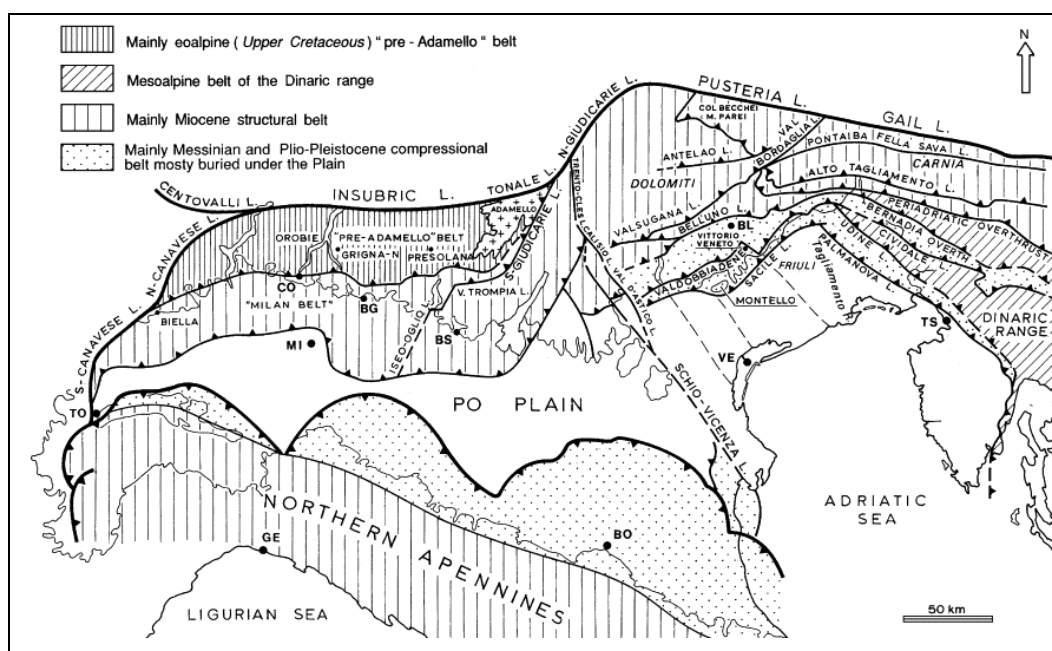 Mainly eoalpine ( Upper Cretaceous ) "pre - Adamello" belt
Mesoalpine belt of the Dinaric range
Mainly Miocene structural belt
Mainly Messinian and Plio-Pleistocene compressional
belt mosty buried under the Plain
N
PUSTERIA L.
GAIL L.
COL BECCHEI
M. PAREI
VAL
BORDAGLIA L.
PONTAIBA
FELLA SAVA L.
CARNIA
ANTELAO L.
DOLOMITI
ALTO TAGLIAMENTO L.
PERIADRIATIC OVERTHRUST
N-GIUDICARIE L.
TRENTO-CLES L.
CALISIO L.
CENTOVALLI L.
INSUBRIC L.
TONALE L.
ADAMELLO
S-GIUDICARIE L.
N-CANAVESE L.
OROBIE
"PRE-ADAMELLO" BELT
GRIGNA-N
PRESOLANA
VALSUGANA L.
BELLUNO L.
BL
VITTORIO
VENETO
BERNADIA OVERTH
CIVIDALE L.
UDINE L.
PALMANOVA L.
VALDOBBIADENE
SACILE L.
FRIULI
Tagliamento
MONTELLO
VAL D'ASTICO L.
CO
BG
BIELLA
"MILAN BELT"
V. TROMPIA L.
ISEO-OGLIO
BS
MI
S-CANAVESE L.
TO
VE
TS
DINARIC
RANGE
SCHIO-VICENZA L.
PO PLAIN
NORTHERN APENNINES
ADRIATIC
SEA
GE
BO
LIGURIAN SEA
50 km